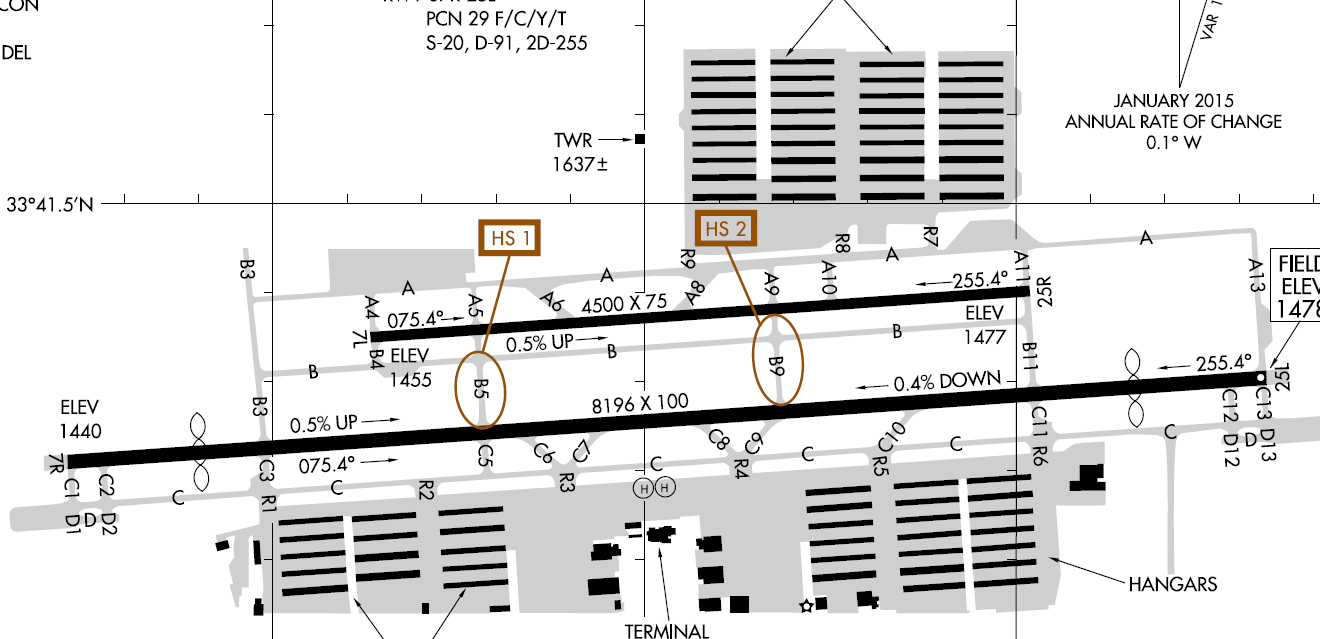 CON
DEL
PCN 29 F/C/Y/T
S-20, D-91, 2D-255
VAR 1
JANUARY 2015
ANNUAL RATE OF CHANGE
0.1° W
TWR
1637±
33°41.5'N
HS 1
HS 2
B3
A
A4
A5
A6
A
R9
A8
A9
A10
R8
A
R7
A11
A
A13
FIELD
ELEV
1478
075.4°
4500 X 75
255.4°
25R
7L
B4
ELEV
1455
0.5% UP
B
B
B
ELEV
1477
B11
B3
B5
B9
8196 X 100
0.4% DOWN
255.4°
25L
ELEV
1440
0.5% UP
075.4°
7R
C1
C2
C
C3
R1
C
R2
C5
C6
C7
R3
C
C8
C9
R4
C
C10
R5
C
C11
R6
C
C12
C13
D
D12
D13
D1
D
D2
H
H
TERMINAL
HANGARS